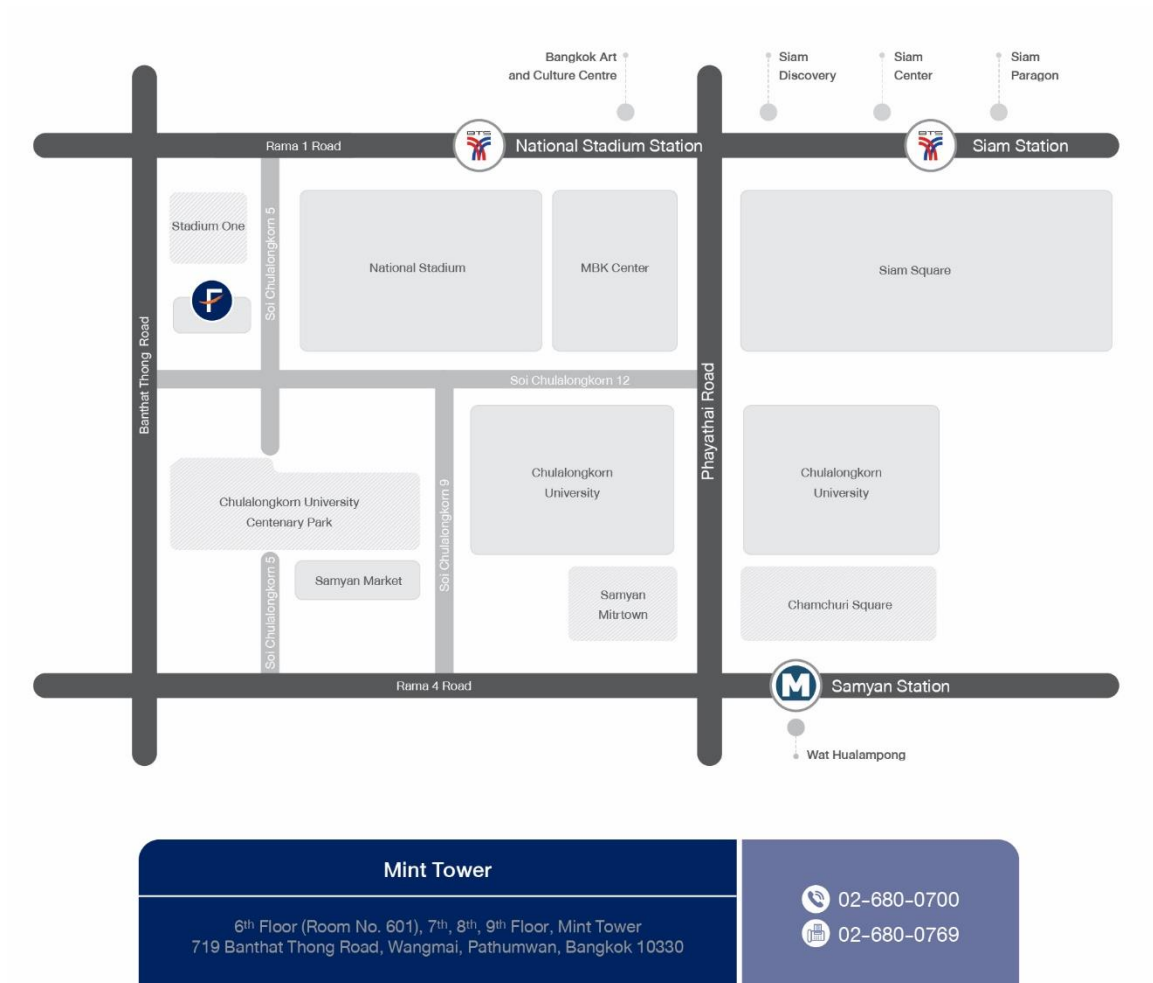 Bangkok Art
and Culture Centre
Siam
Discovery
Siam
Center
Siam
Paragon
Rama 1 Road
BTS
National Stadium Station
BTS
Siam Station
Stadium One
Soi Chulalongkorn 5
National Stadium
MBK Center
Siam Square
F
Banthat Thong Road
Soi Chulalongkorn 12
Phayathai Road
Chulalongkorn
University
Chulalongkorn
University
Chulalongkorn University
Centenary Park
Soi Chulalongkorn 9
Soi Chulalongkorn 5
Samyan Market
Samyan
Mitrtown
Chamchuri Square
Rama 4 Road
M
Samyan Station
Wat Hualampong
Mint Tower
6th Floor (Room No. 601), 7th, 8th, 9th Floor, Mint Tower
719 Banthat Thong Road, Wangmai, Pathumwan, Bangkok 10330
02-680-0700
02-680-0769